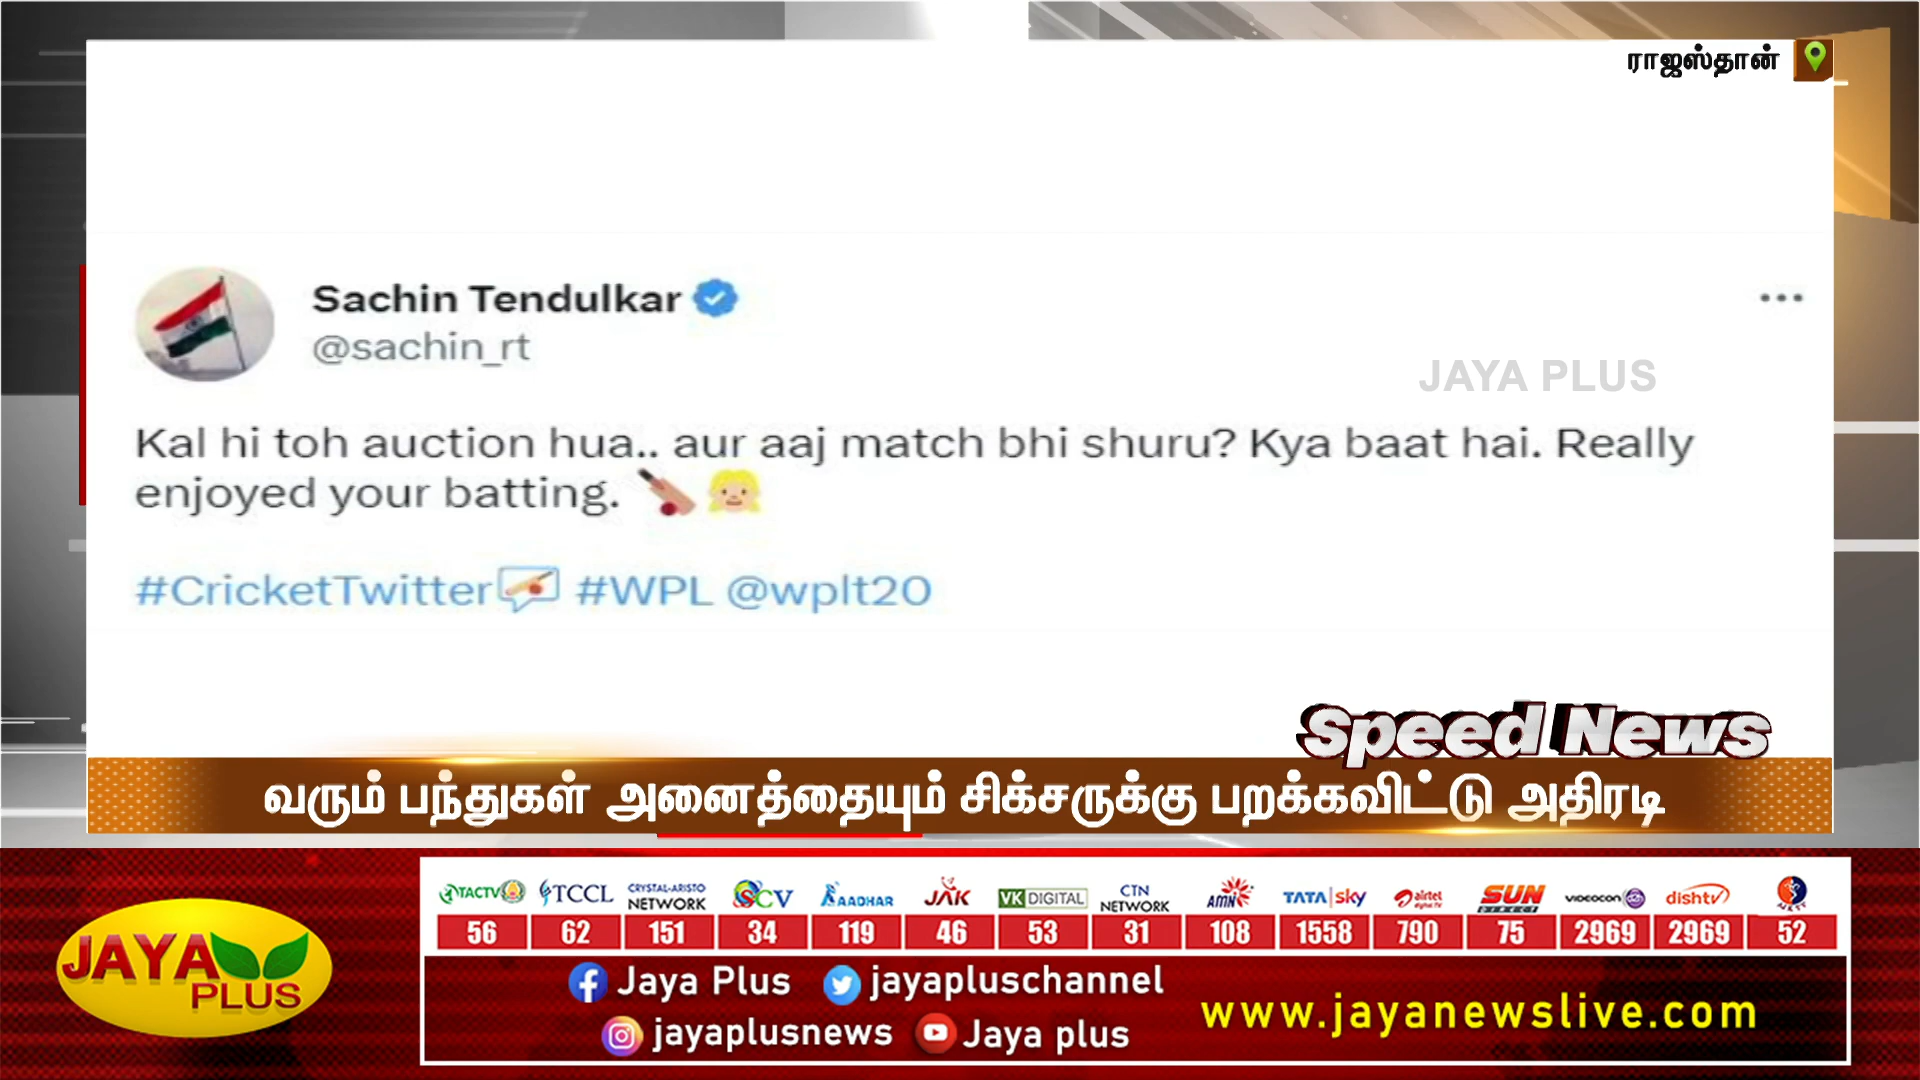 ராஜஸ்தான்
Sachin Tendulkar
@sachin_rt
JAYA PLUS
Kal hi toh auction hua.. aur aaj match bhi shuru? Kya baat hai. Really
enjoyed your batting.
#CricketTwitter #WPL @wplt20
Speed News
வரும் பந்துகள் அனைத்தையும் சிக்சருக்கு பறக்கவிட்டு அதிரடி
TACTV TCCL CRYSTAL-ARISTO NETWORK SCV AADHAR JAK VK DIGITAL CTN NETWORK AMN TATA sky airtel digital TV SUN DIRECT VIDEOCON dishtv
56 62 151 34 119 46 53 31 108 1558 790 75 2969 2969 52
JAYA PLUS
Jaya Plus jayapluschannel
jayaplusnews Jaya plus
www.jayanewslive.com